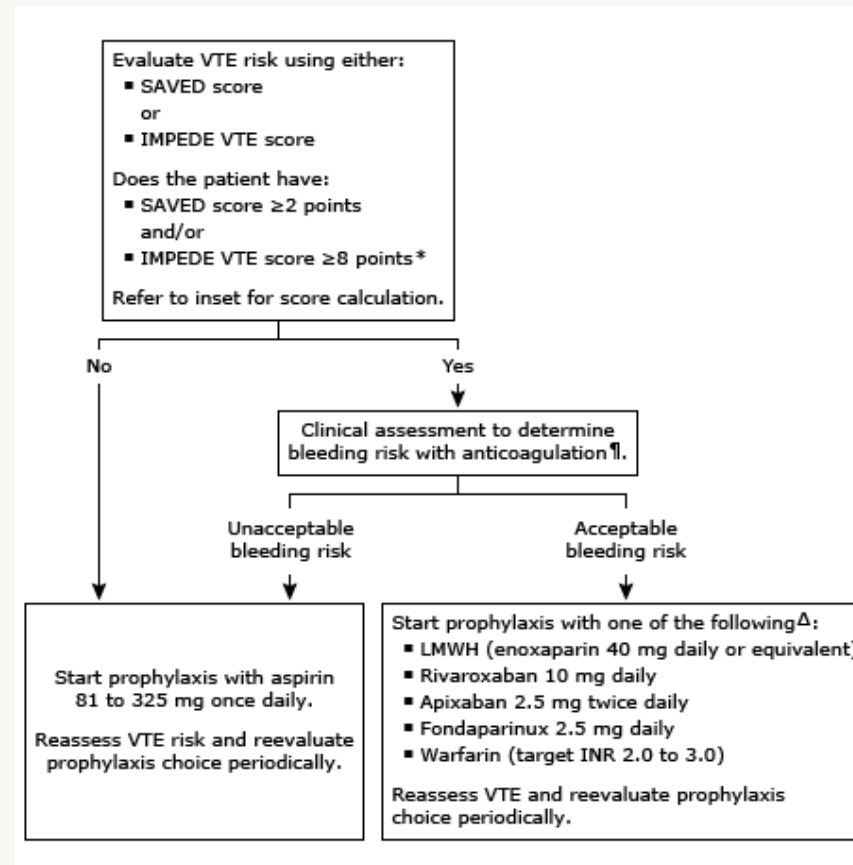 Evaluate VTE risk using either:
▪ SAVED score
or
▪ IMPEDE VTE score
Does the patient have:
▪ SAVED score ≥2 points
and/or
▪ IMPEDE VTE score ≥8 points*
Refer to inset for score calculation.
No
Yes
Clinical assessment to determine
bleeding risk with anticoagulation¶.
Unacceptable
bleeding risk
Acceptable
bleeding risk
Start prophylaxis with aspirin
81 to 325 mg once daily.
Reassess VTE risk and reevaluate
prophylaxis choice periodically.
Start prophylaxis with one of the followingΔ:
▪ LMWH (enoxaparin 40 mg daily or equivalent)
▪ Rivaroxaban 10 mg daily
▪ Apixaban 2.5 mg twice daily
▪ Fondaparinux 2.5 mg daily
▪ Warfarin (target INR 2.0 to 3.0)
Reassess VTE and reevaluate prophylaxis
choice periodically.